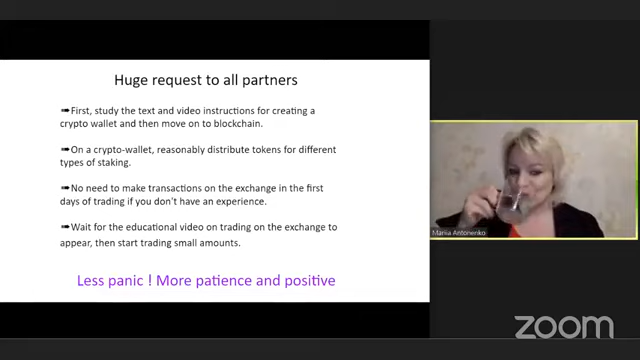 Huge request to all partners
➠First, study the text and video instructions for creating a
crypto wallet and then move on to blockchain.
➠On a crypto-wallet, reasonably distribute tokens for different
types of staking.
➠No need to make transactions on the exchange in the first
days of trading if you don't have an experience.
➠Wait for the educational video on trading on the exchange to
appear, then start trading small amounts.
Less panic ! More patience and positive
Mariia Antonenko
zoom